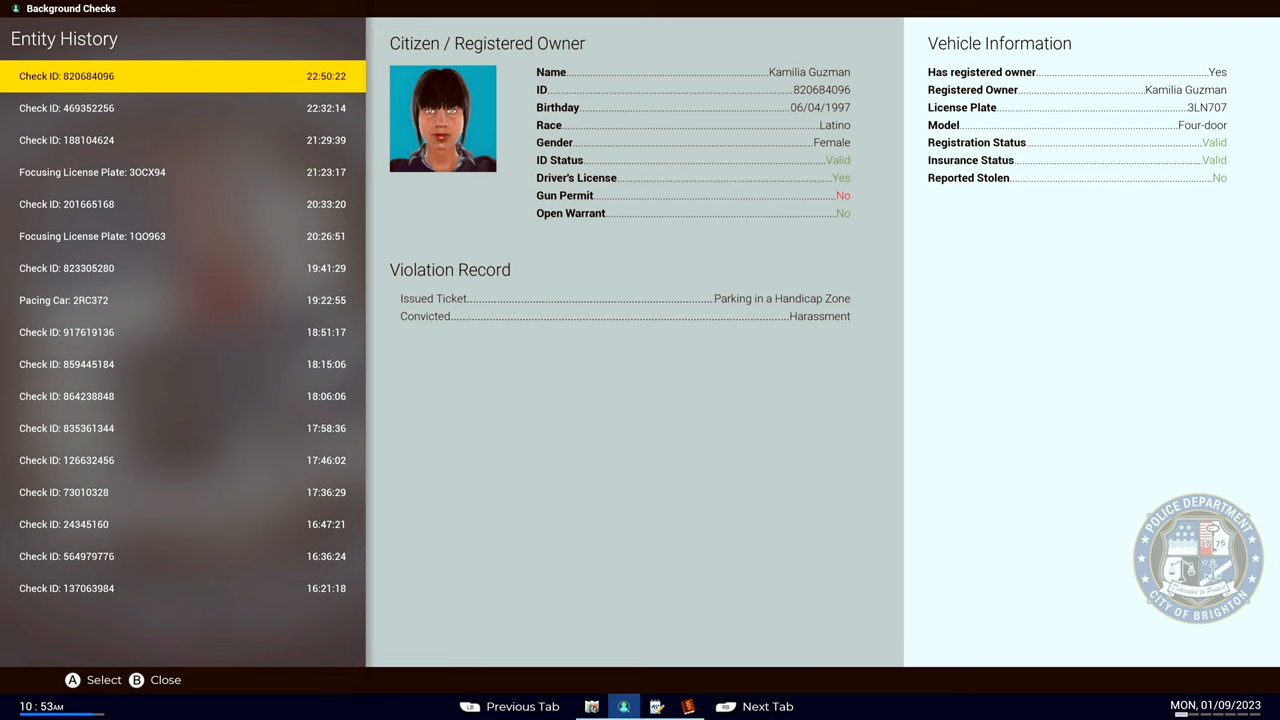 Background Checks
Entity History
Check ID: 820684096 22:50:22
Check ID: 469352256 22:32:14
Check ID: 188104624 21:29:39
Focusing License Plate: 3OCX94 21:23:17
Check ID: 201665168 20:33:20
Focusing License Plate: 1QO963 20:26:51
Check ID: 823305280 19:41:29
Pacing Car: 2RC372 19:22:55
Check ID: 917619136 18:51:17
Check ID: 859445184 18:15:06
Check ID: 864238848 18:06:06
Check ID: 835361344 17:58:36
Check ID: 126632456 17:46:02
Check ID: 73010328 17:36:29
Check ID: 24345160 16:47:21
Check ID: 564979776 16:36:24
Check ID: 137063984 16:21:18
Citizen / Registered Owner
Name Kamilia Guzman
ID 820684096
Birthday 06/04/1997
Race Latino
Gender Female
ID Status Valid
Driver's License Yes
Gun Permit No
Open Warrant No
Violation Record
Issued Ticket Parking in a Handicap Zone
Convicted Harassment
Vehicle Information
Has registered owner Yes
Registered Owner Kamilia Guzman
License Plate 3LN707
Model Four-door
Registration Status Valid
Insurance Status Valid
Reported Stolen No
POLICE DEPARTMENT
17 76
Dedicated to Protect
CITY OF BRIGHTON
A Select B Close
10 : 53AM
LB Previous Tab
RB Next Tab
MON, 01/09/2023